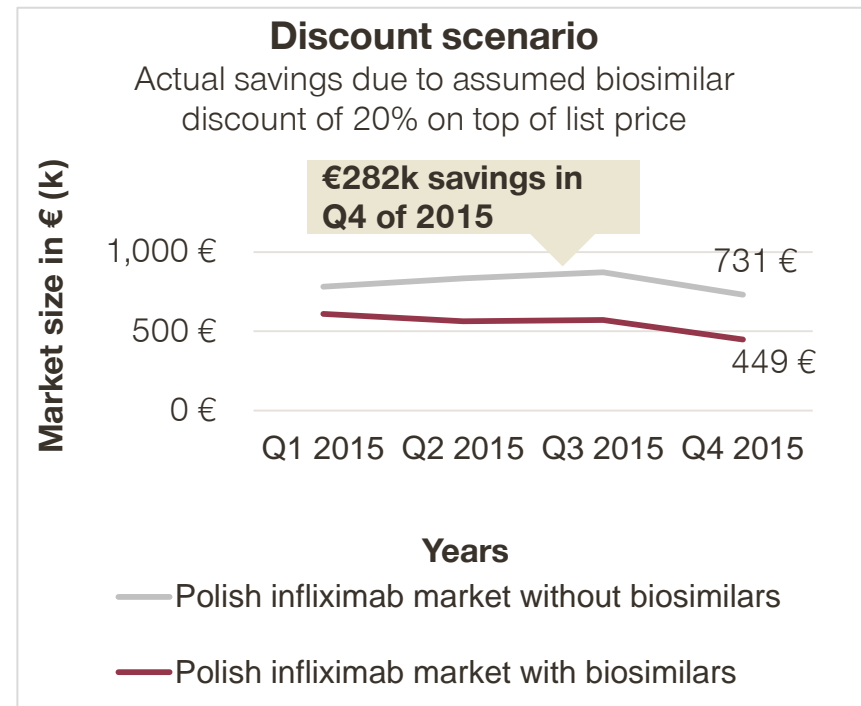 Discount scenario
Actual savings due to assumed biosimilar
discount of 20% on top of list price
€282k savings in
Q4 of 2015
Market size in € (k)
1,000 €
500 €
0 €
731 €
449 €
Q1 2015 Q2 2015 Q3 2015 Q4 2015
Years
Polish infliximab market without biosimilars
Polish infliximab market with biosimilars